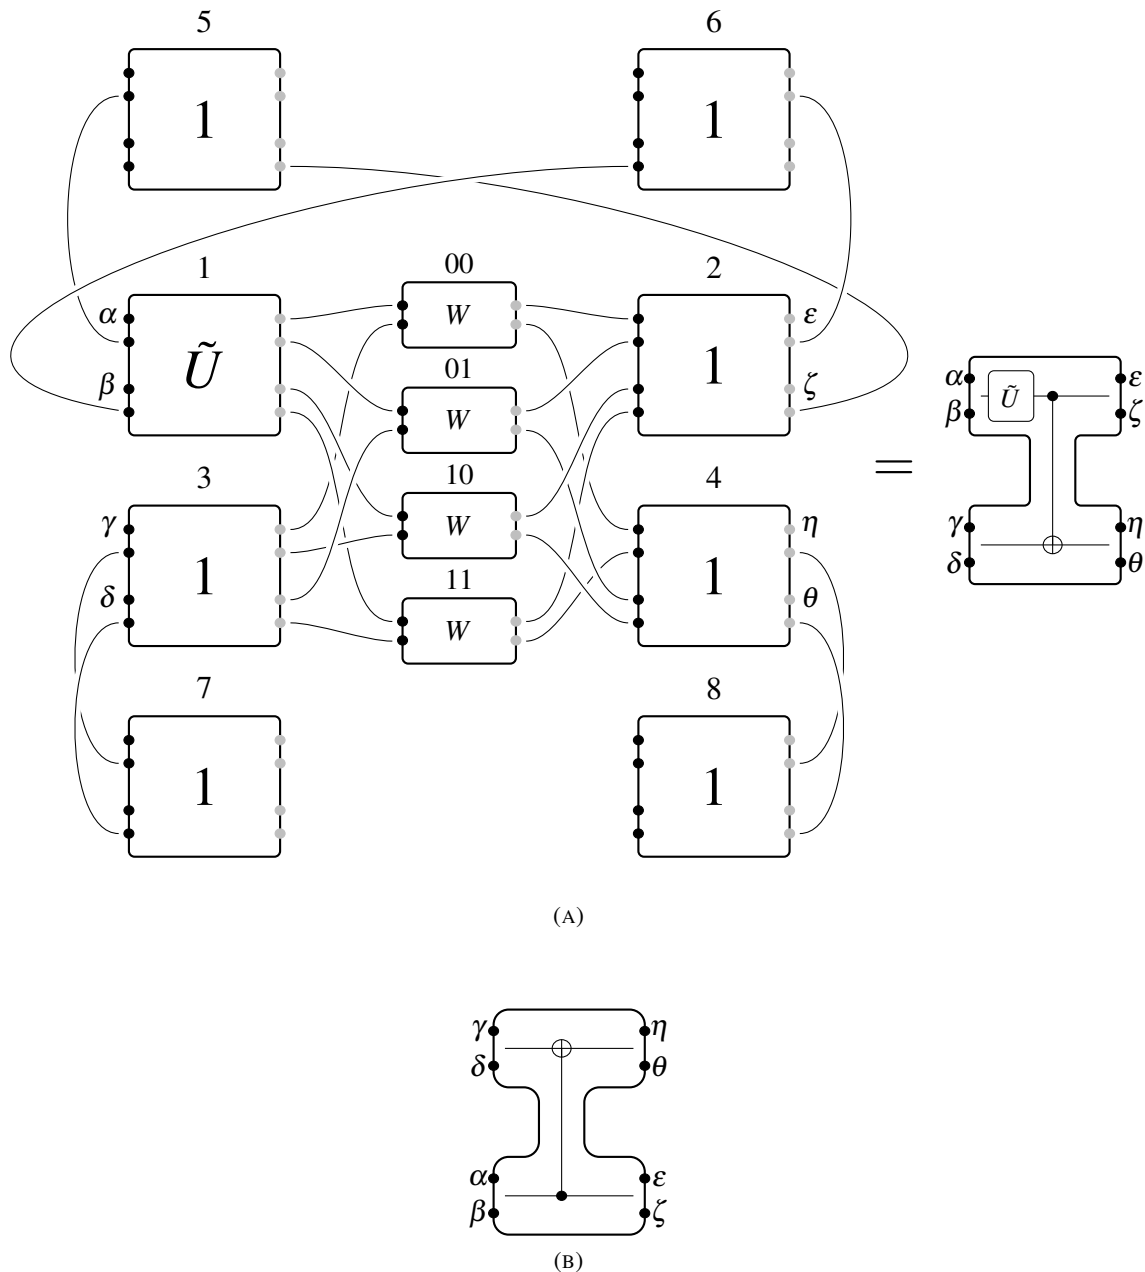 5 6
1 1
1 00 2
α W ε
β Ũ 01 1 ζ
W
3 10 4
γ W η
δ 1 11 1 θ
W
7 8
1 1
=
α Ũ ε
β ζ
γ η
δ θ
(A)
γ η
δ θ
α ε
β ζ
(B)